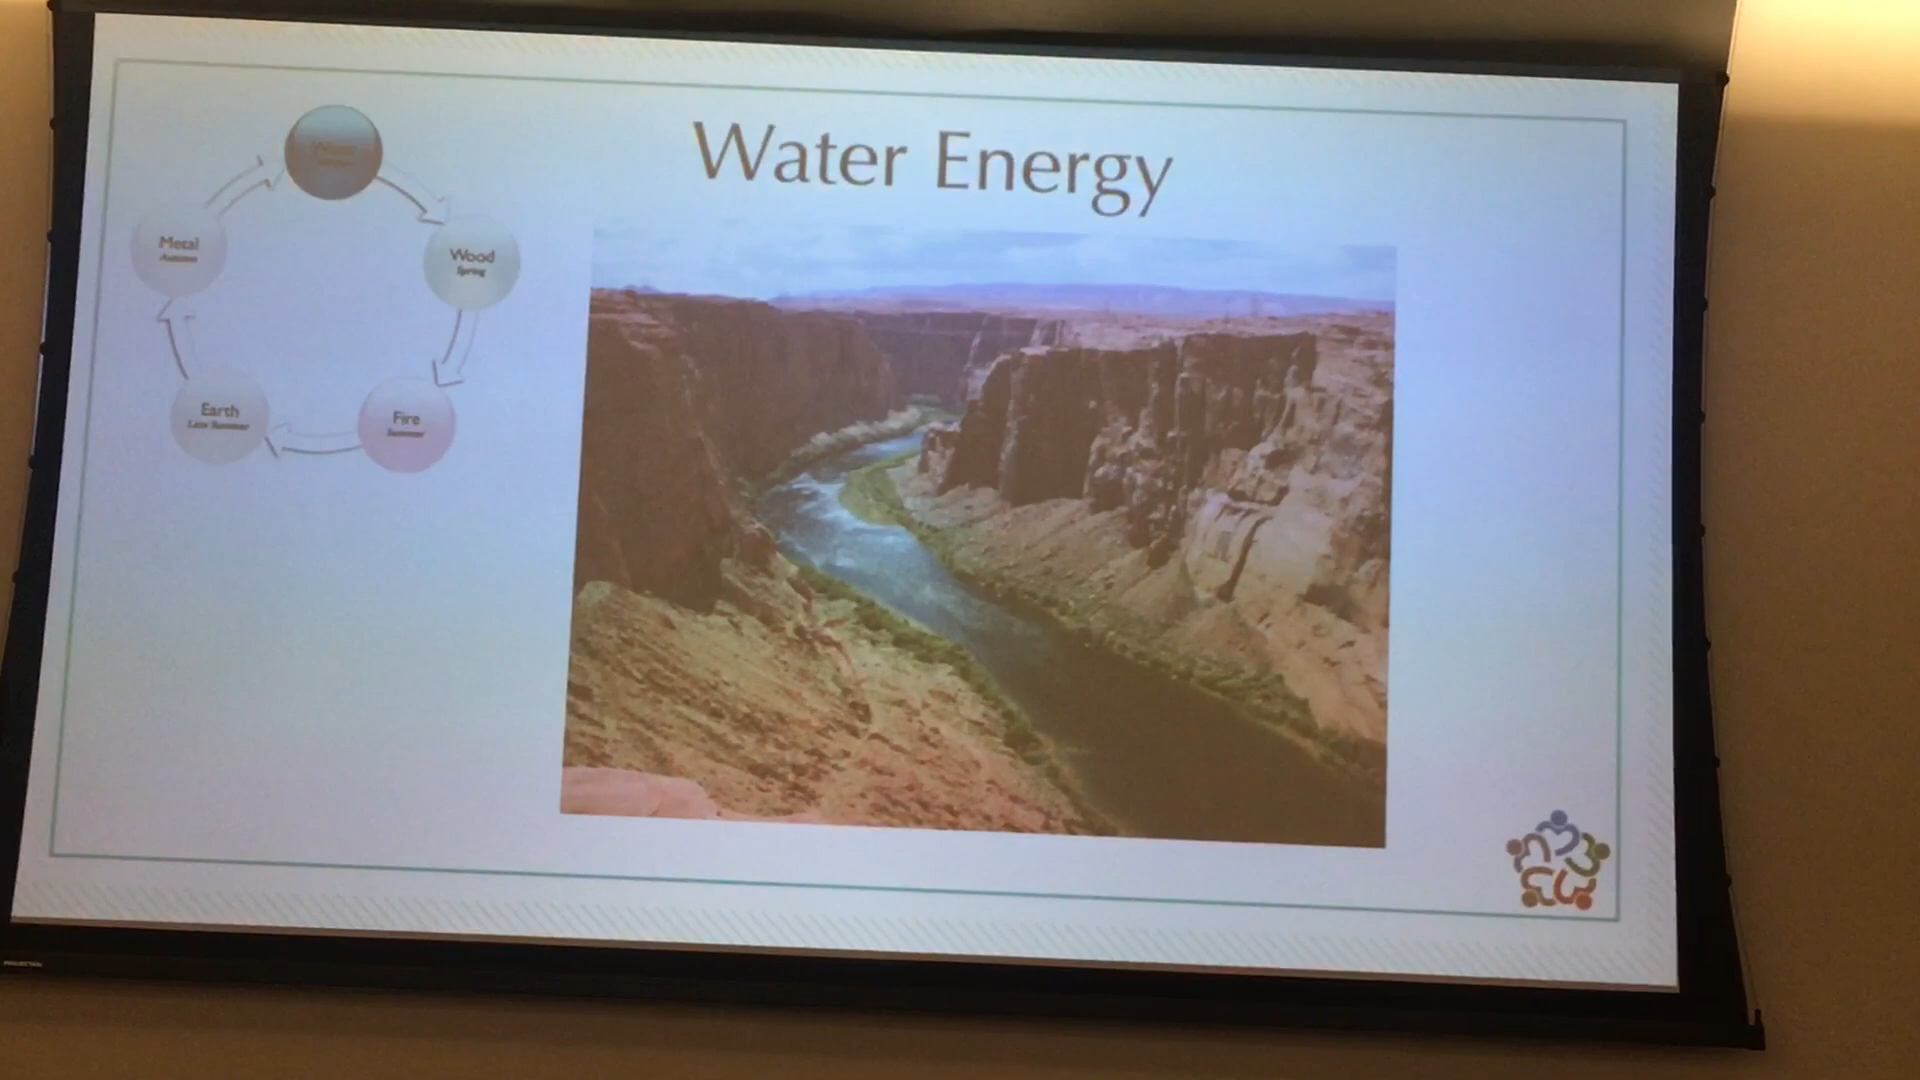 Water Energy
Wood
Spring
Fire
Summer
Earth
Late Summer
Metal
Autumn